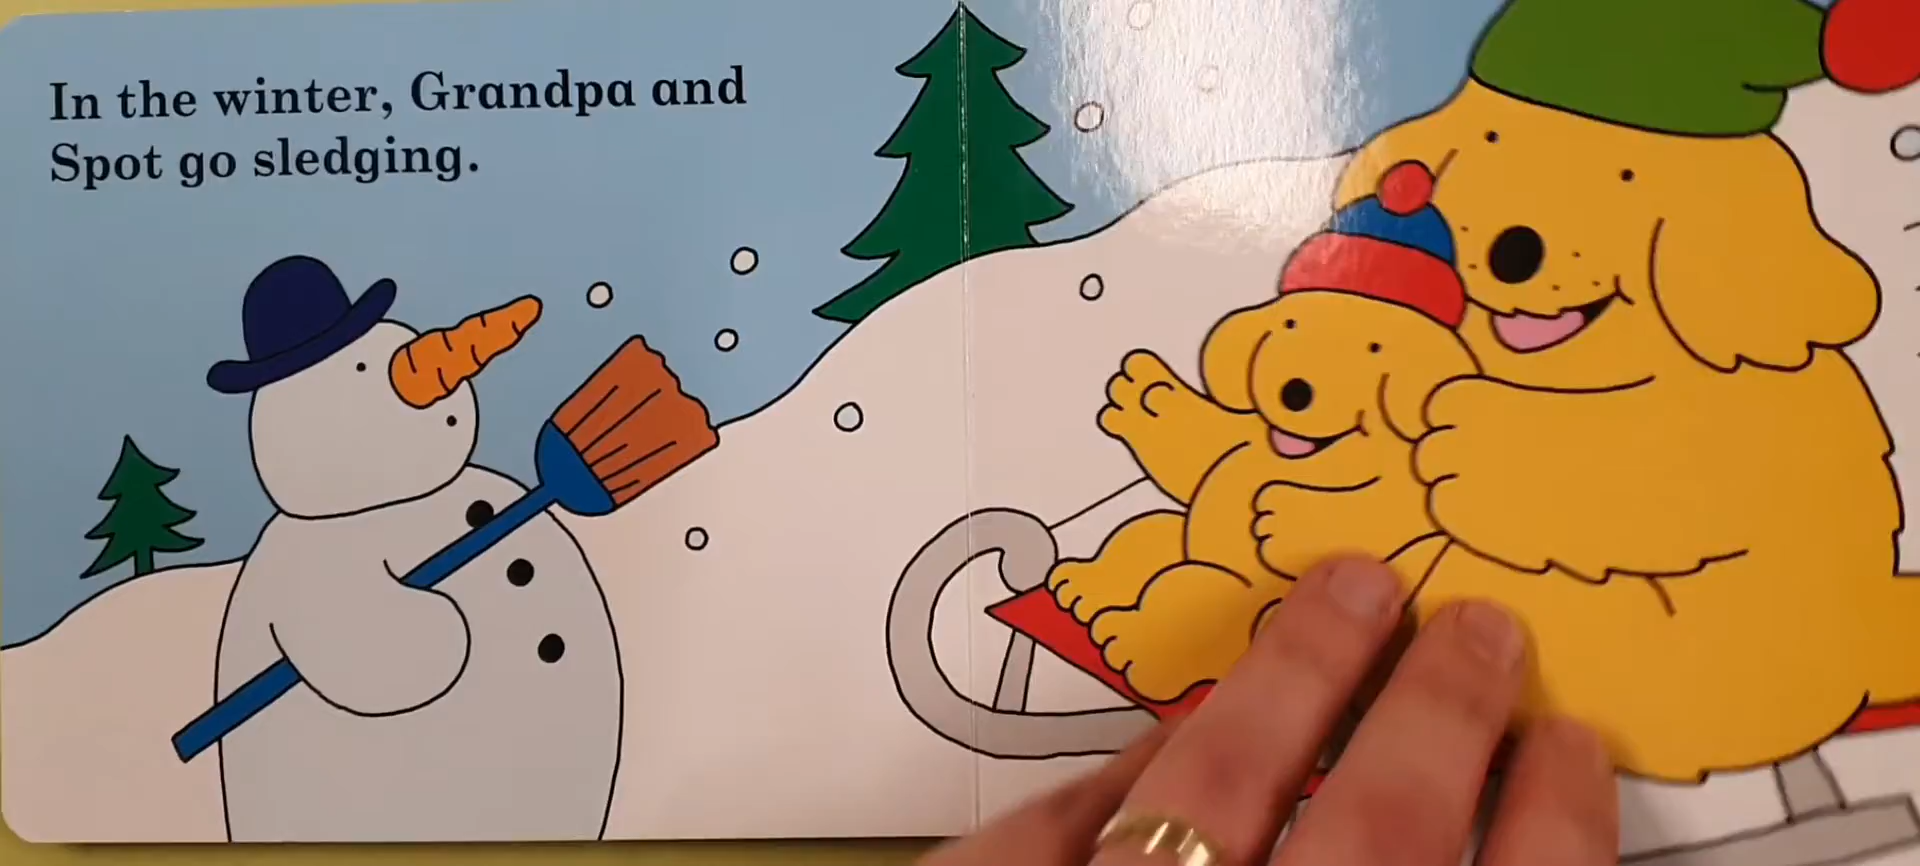 In the winter, Grandpa and
Spot go sledging.